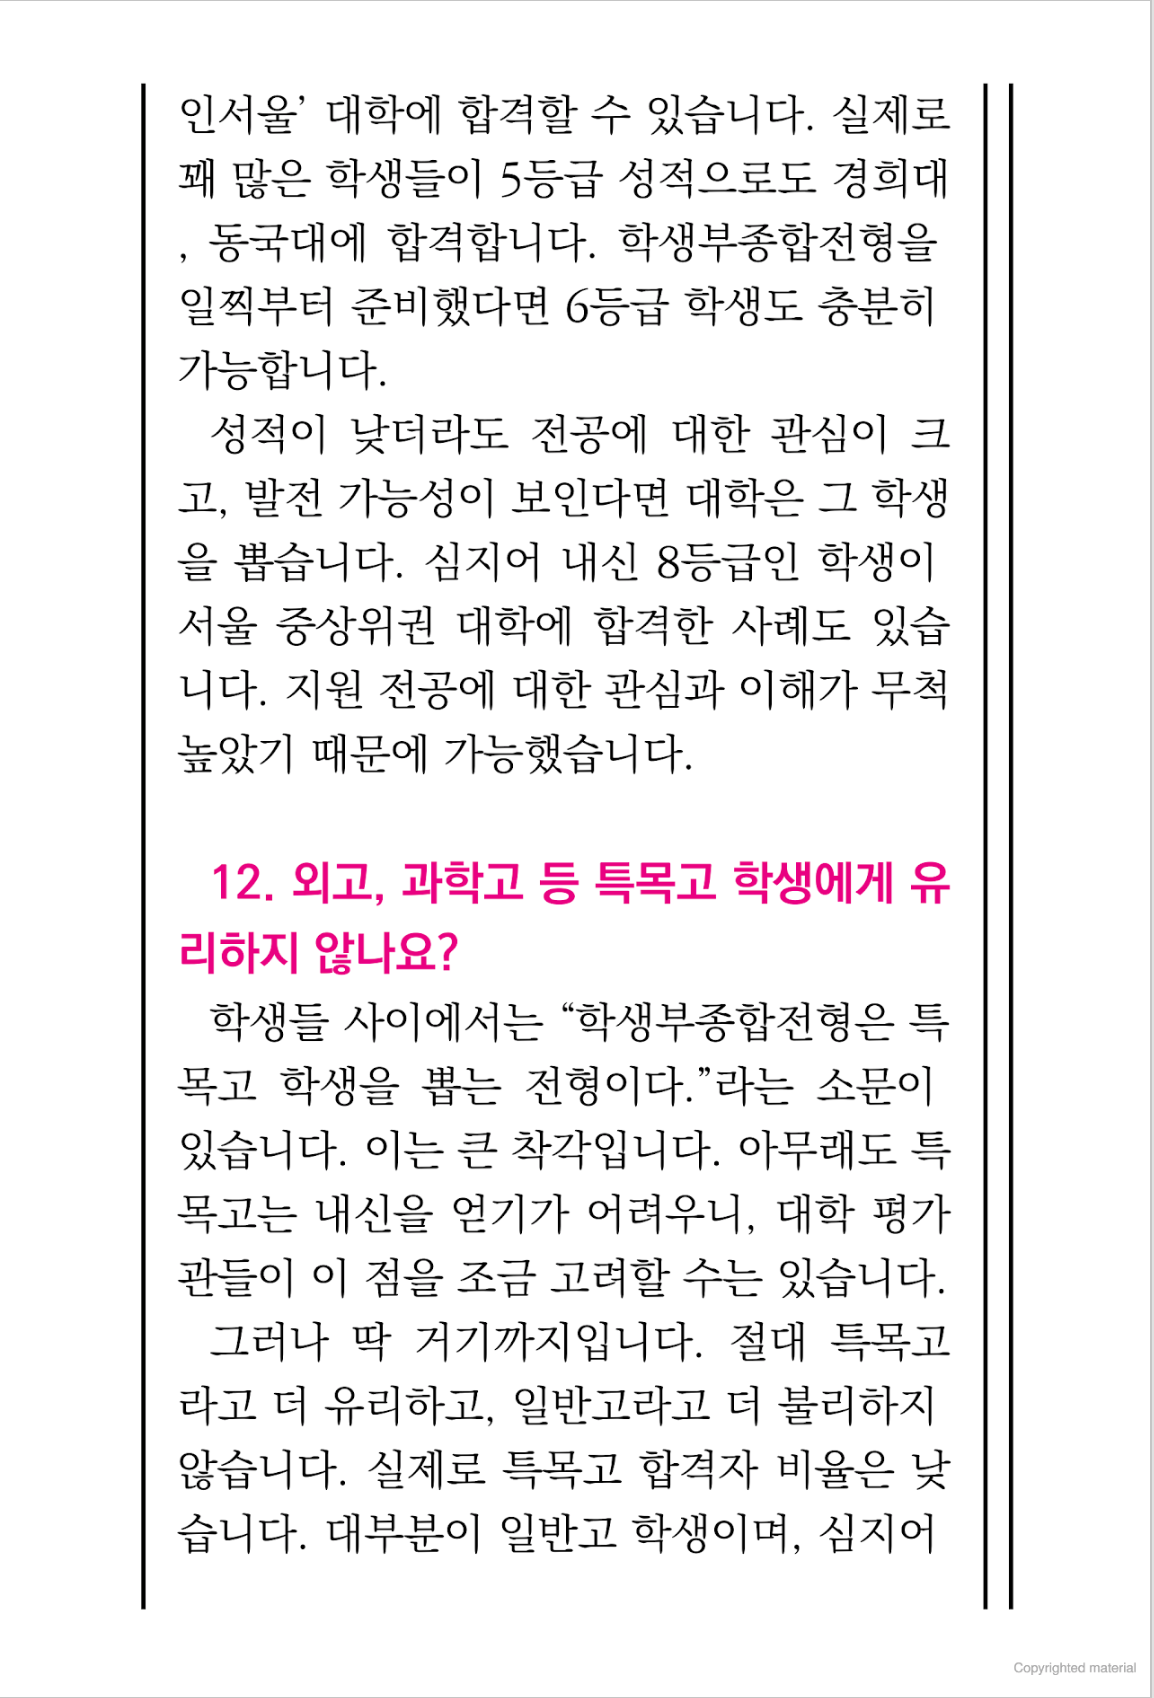 인서울’ 대학에 합격할 수 있습니다. 실제로
꽤 많은 학생들이 5등급 성적으로도 경희대
, 동국대에 합격합니다. 학생부종합전형을
일찍부터 준비했다면 6등급 학생도 충분히
가능합니다.
성적이 낮더라도 전공에 대한 관심이 크
고, 발전 가능성이 보인다면 대학은 그 학생
을 뽑습니다. 심지어 내신 8등급인 학생이
서울 중상위권 대학에 합격한 사례도 있습
니다. 지원 전공에 대한 관심과 이해가 무척
높았기 때문에 가능했습니다.
12. 외고, 과학고 등 특목고 학생에게 유
리하지 않나요?
학생들 사이에서는 “학생부종합전형은 특
목고 학생을 뽑는 전형이다.”라는 소문이
있습니다. 이는 큰 착각입니다. 아무래도 특
목고는 내신을 얻기가 어려우니, 대학 평가
관들이 이 점을 조금 고려할 수는 있습니다.
그러나 딱 거기까지입니다. 절대 특목고
라고 더 유리하고, 일반고라고 더 불리하지
않습니다. 실제로 특목고 합격자 비율은 낮
습니다. 대부분이 일반고 학생이며, 심지어
Copyrighted material